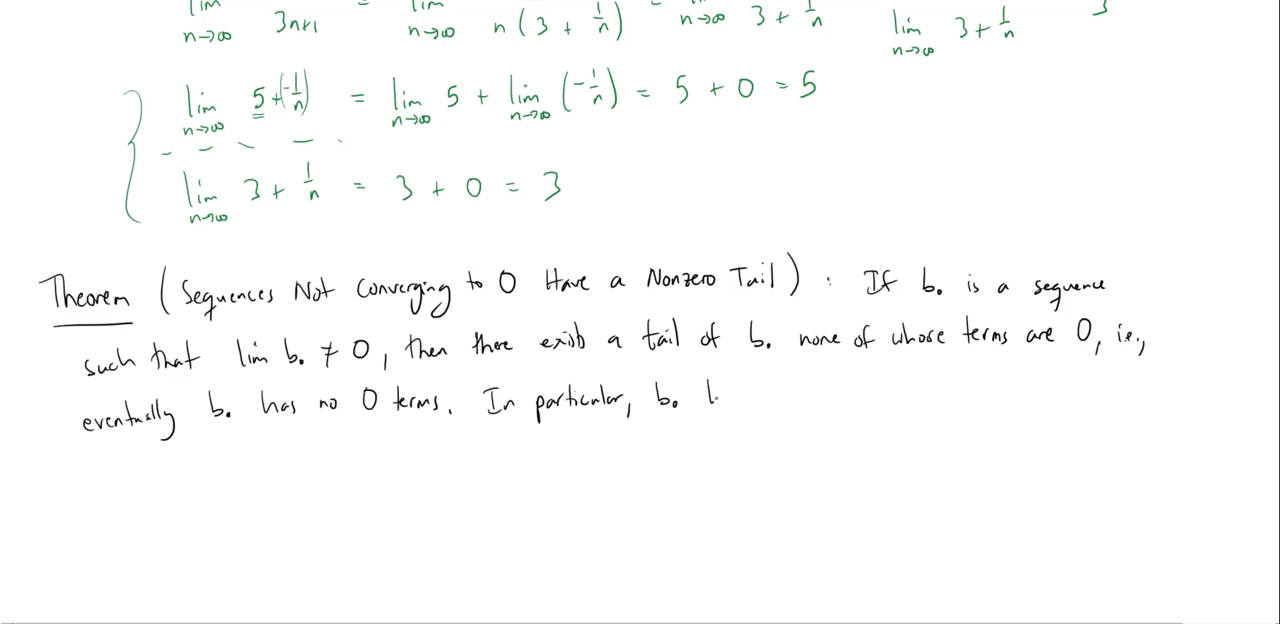 lim n→∞ 3n+1 = lim n→∞ n(3 + 1/n) = n→∞ 3 + 1/n lim n→∞ 3 + 1/n 3
lim n→∞ 5+(-1/n) = lim n→∞ 5 + lim n→∞ (-1/n) = 5 + 0 = 5
lim n→∞ 3 + 1/n = 3 + 0 = 3
Theorem (Sequences Not Converging to 0 Have a Nonzero Tail) : If b. is a sequence
such that lim b. ≠ 0, then there exists a tail of b. none of whose terms are 0, i.e.,
eventually b. has no 0 terms. In particular, b.